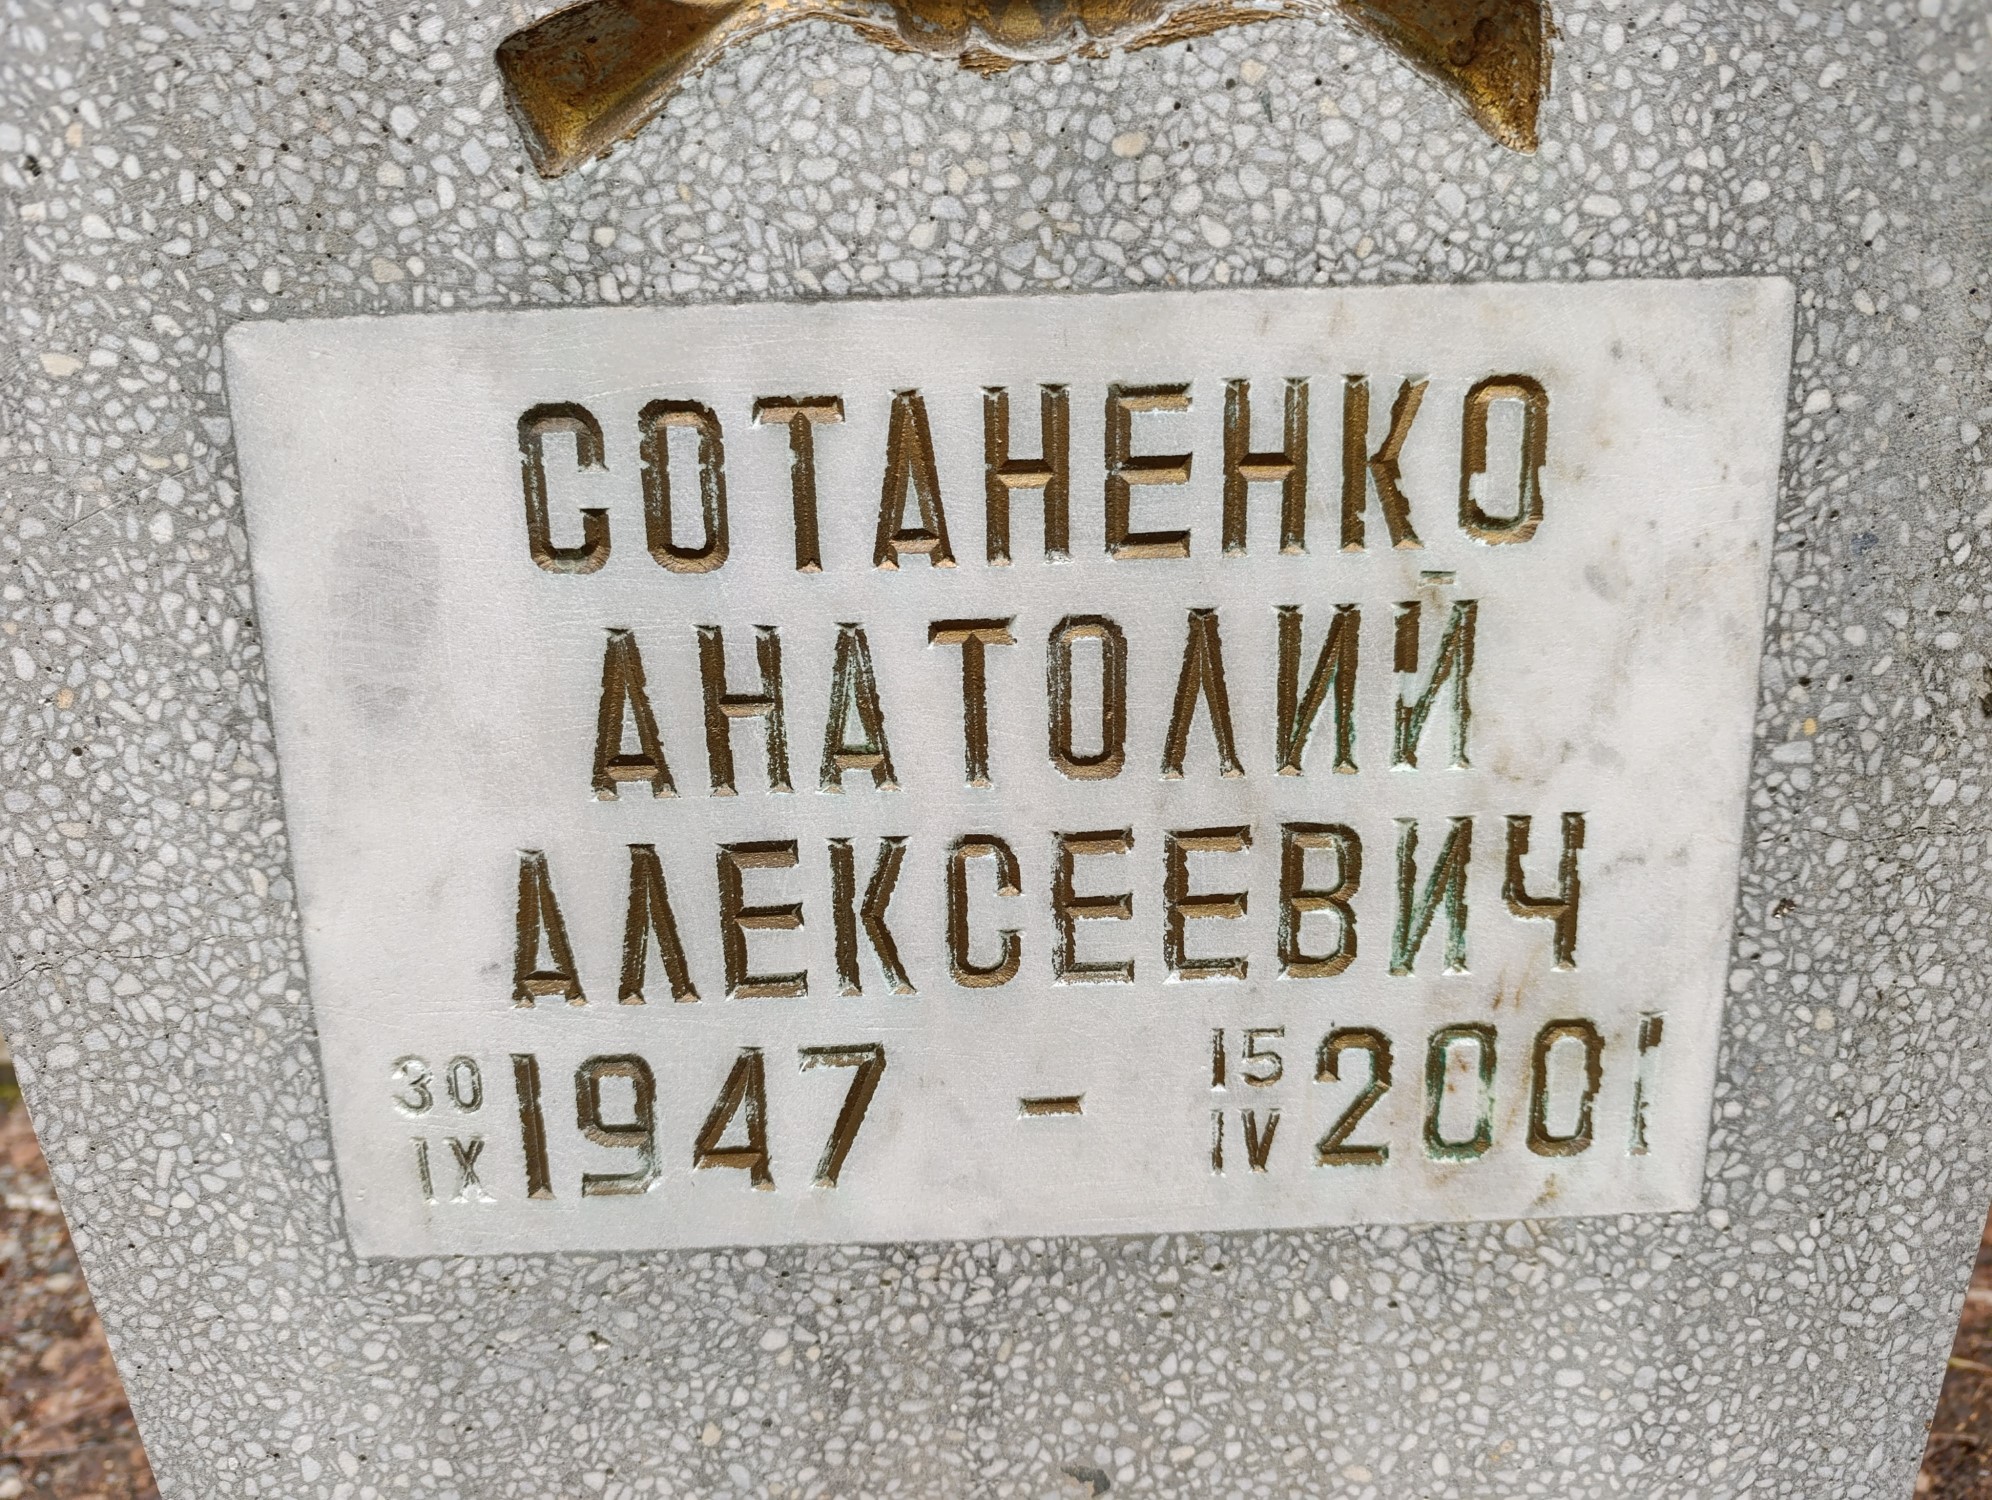 СОТАНЕНКО
АНАТОЛИЙ
АЛЕКСЕЕВИЧ
30 IX 1947 - 15 IV 2001